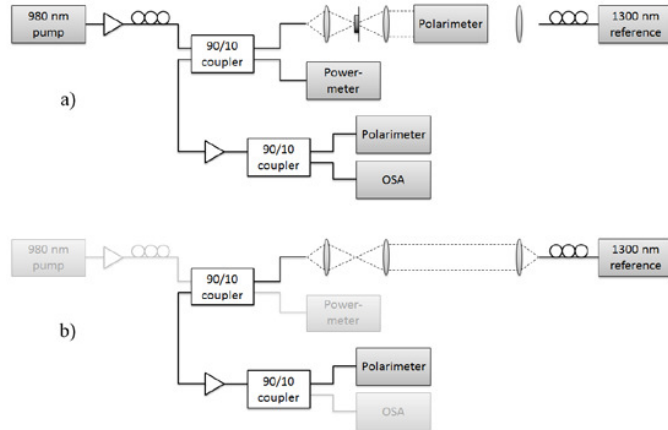 980 nm
pump
90/10
coupler
Polarimeter
1300 nm
reference
Power-
meter
a)
90/10
coupler
Polarimeter
OSA
980 nm
pump
90/10
coupler
1300 nm
reference
Power-
meter
b)
90/10
coupler
Polarimeter
OSA